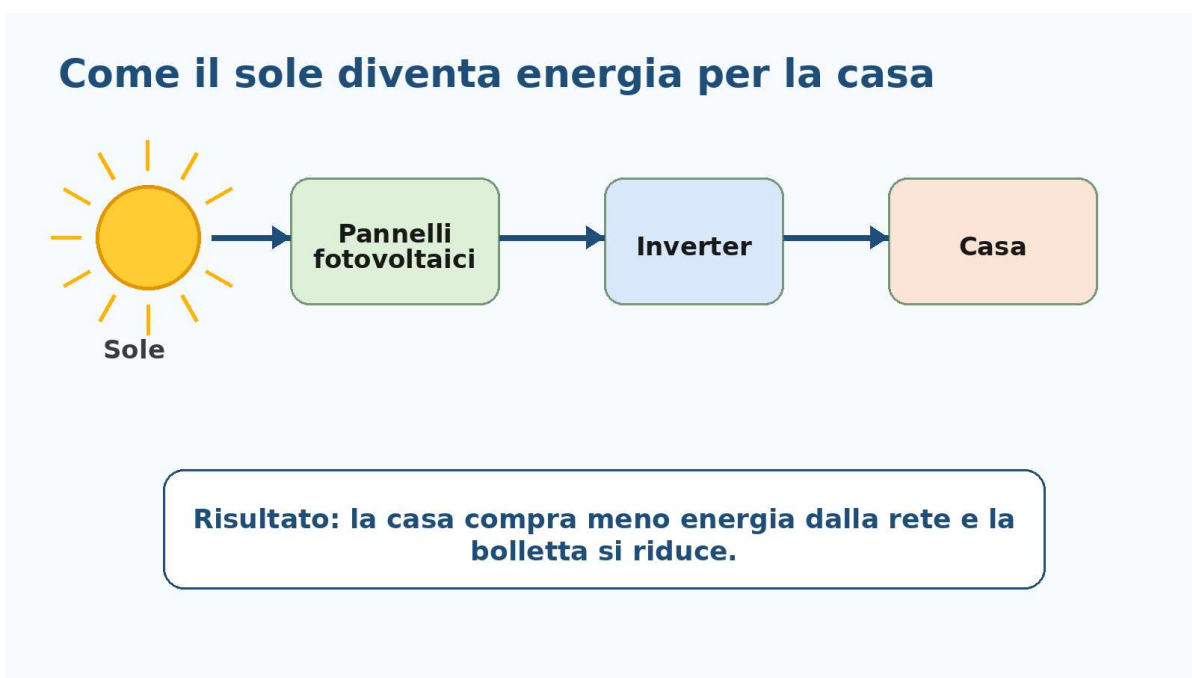 Come il sole diventa energia per la casa
Pannelli
fotovoltaici
Inverter
Casa
Sole
Risultato: la casa compra meno energia dalla rete e la
bolletta si riduce.